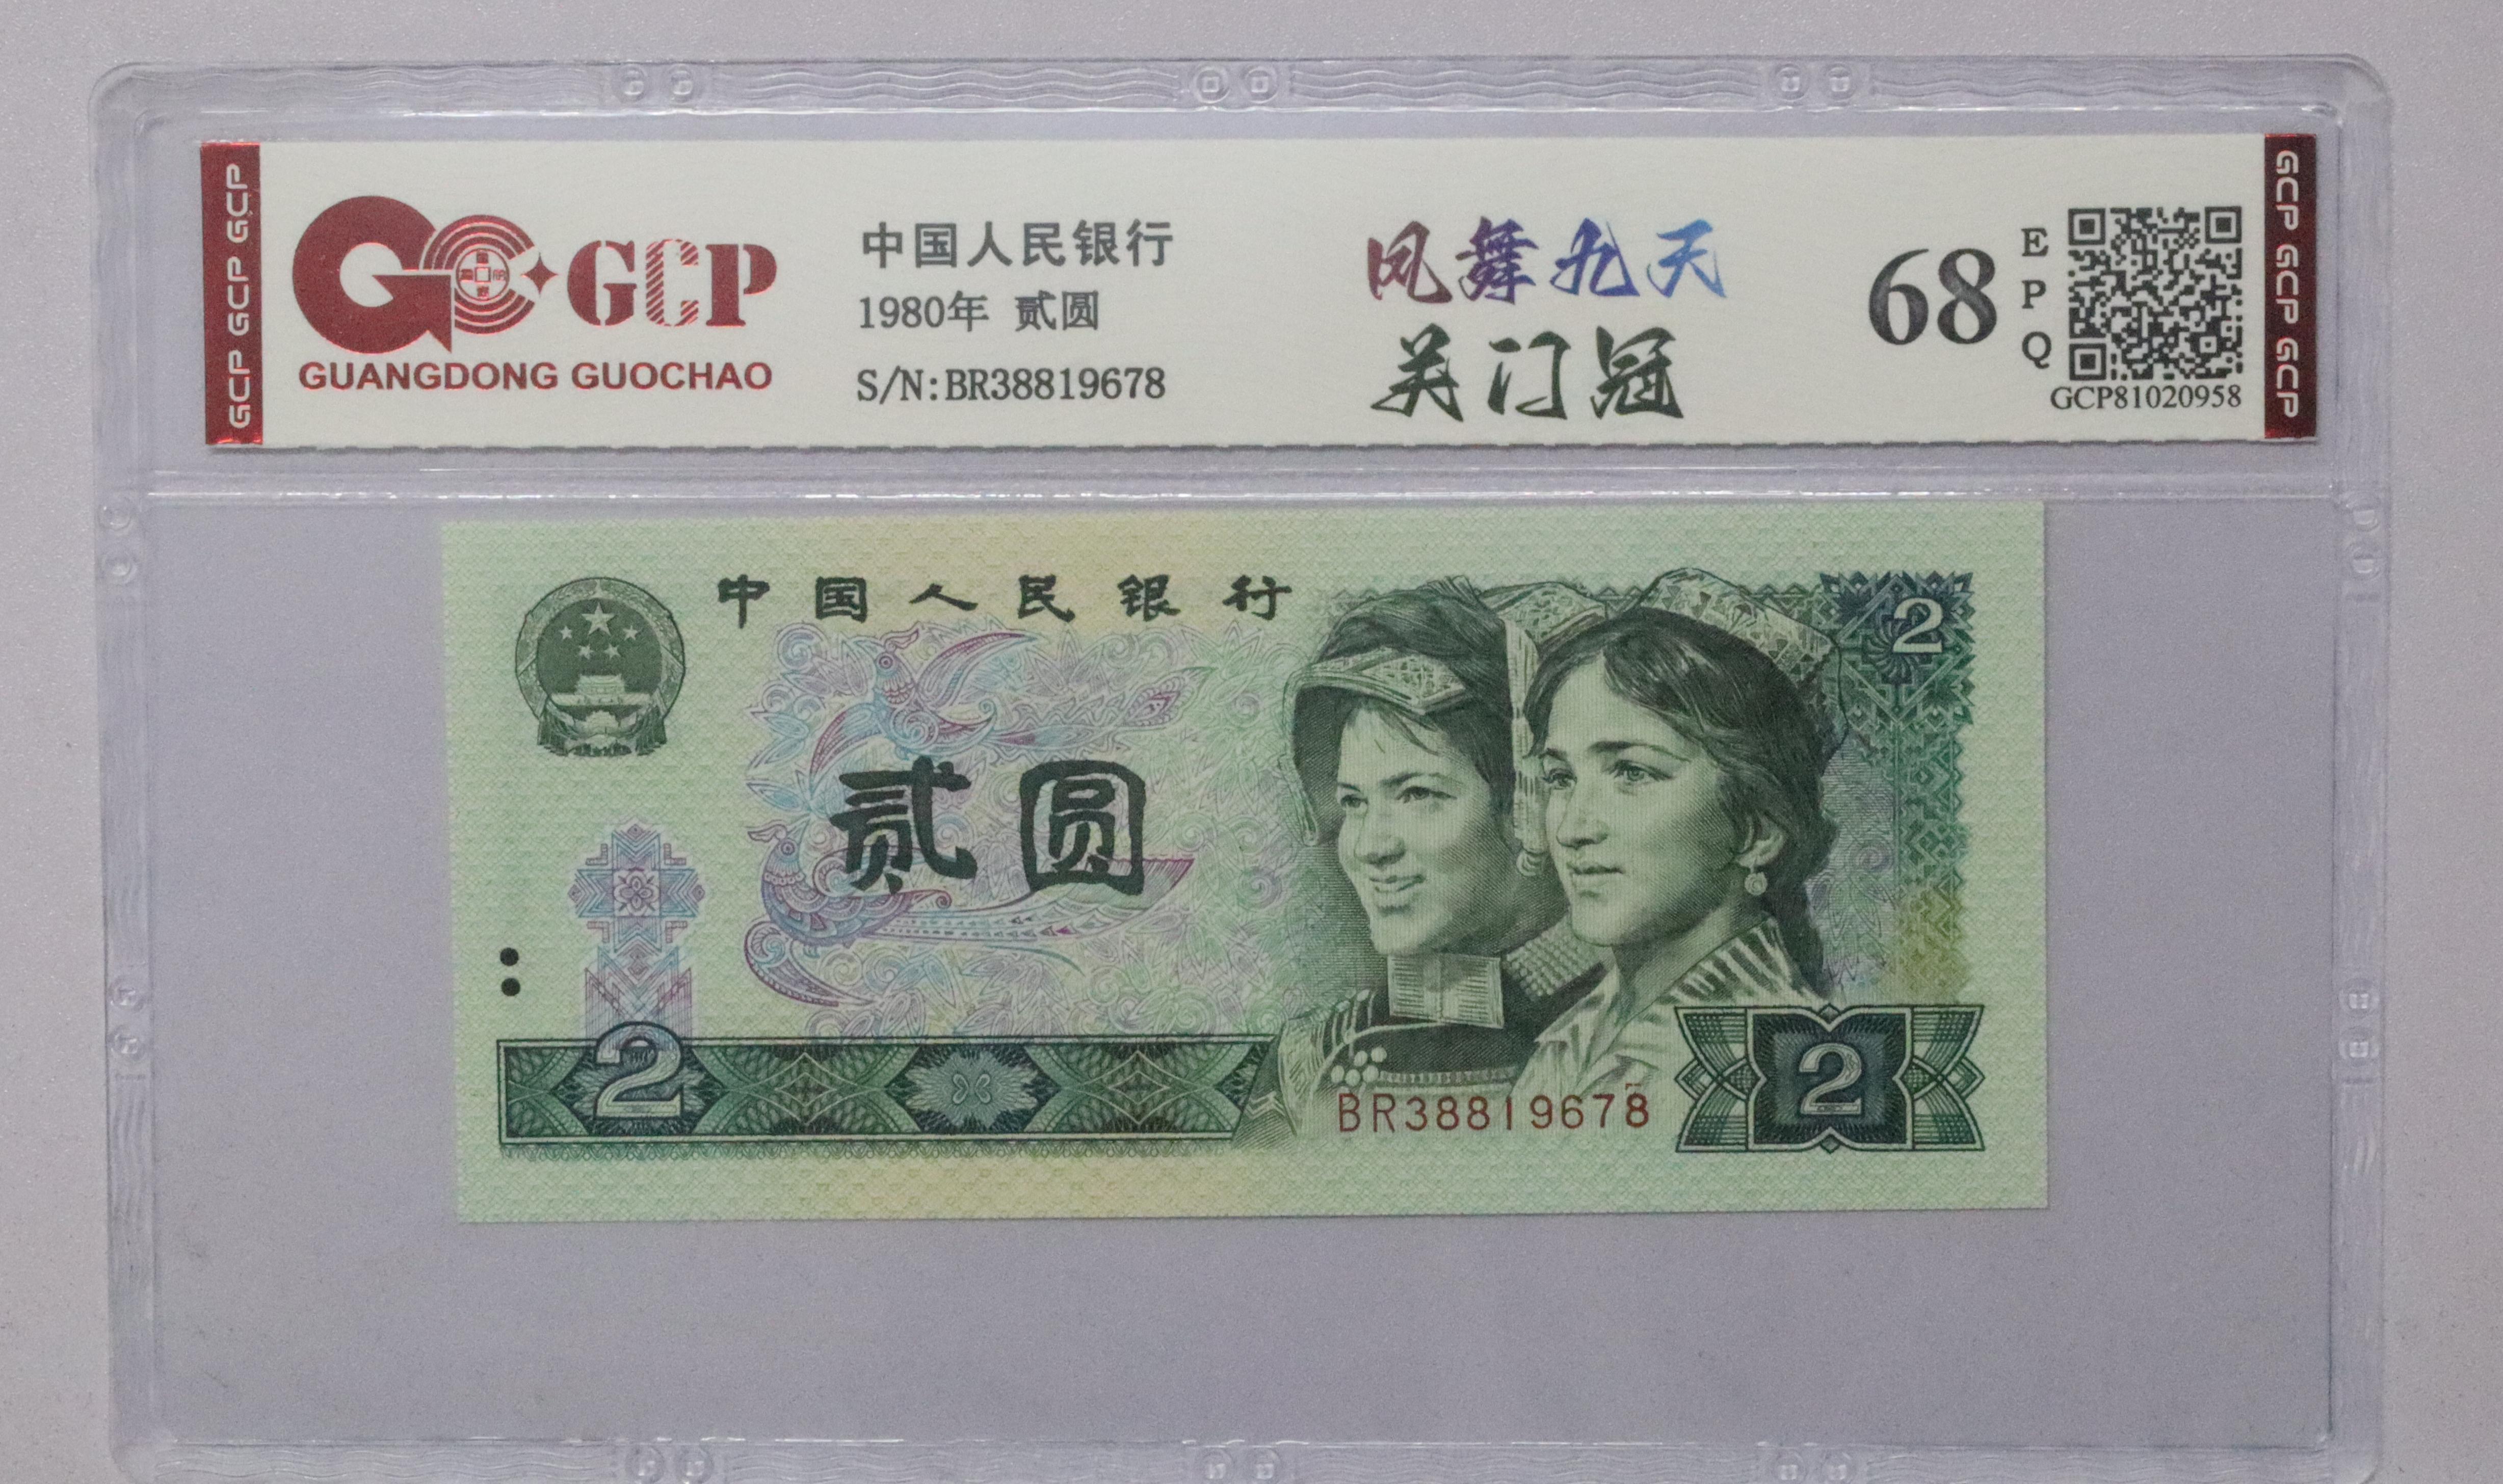 GCP GCP GCP
GCP
GUANGDONG GUOCHAO
中国人民银行
1980年 贰圆
S/N:BR38819678
凤舞九天
关门冠
68
E
P
Q
GCP81020958
GCP GCP GCP
中国人民银行
2
贰圆
2
2
BR38819678